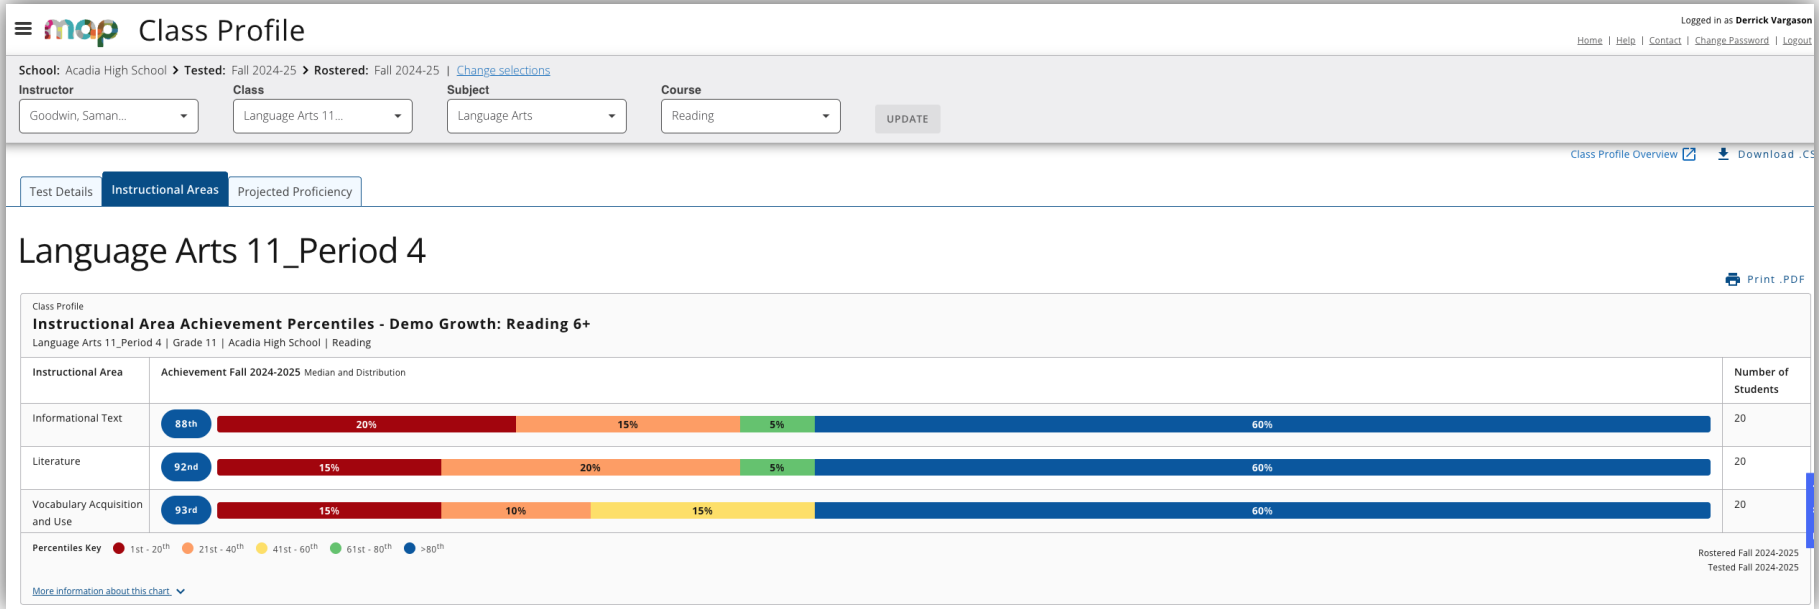 map Class Profile
Logged in as Derrick Vargason
Home | Help | Contact | Change Password | Logout
School: Acadia High School > Tested: Fall 2024-25 > Rostered: Fall 2024-25 | Change selections
Instructor Class Subject Course
Goodwin, Saman... Language Arts 11... Language Arts Reading UPDATE
Class Profile Overview Download .CS
Test Details Instructional Areas Projected Proficiency
Language Arts 11_Period 4
Print .PDF
Class Profile
Instructional Area Achievement Percentiles - Demo Growth: Reading 6+
Language Arts 11_Period 4 | Grade 11 | Acadia High School | Reading
Instructional Area Achievement Fall 2024-2025 Median and Distribution Number of
Students
Informational Text 88th 20% 15% 5% 60% 20
Literature 92nd 15% 20% 5% 60% 20
Vocabulary Acquisition
and Use 93rd 15% 10% 15% 60% 20
Percentiles Key 1st - 20th 21st - 40th 41st - 60th 61st - 80th >80th
Rostered Fall 2024-2025
Tested Fall 2024-2025
More information about this chart